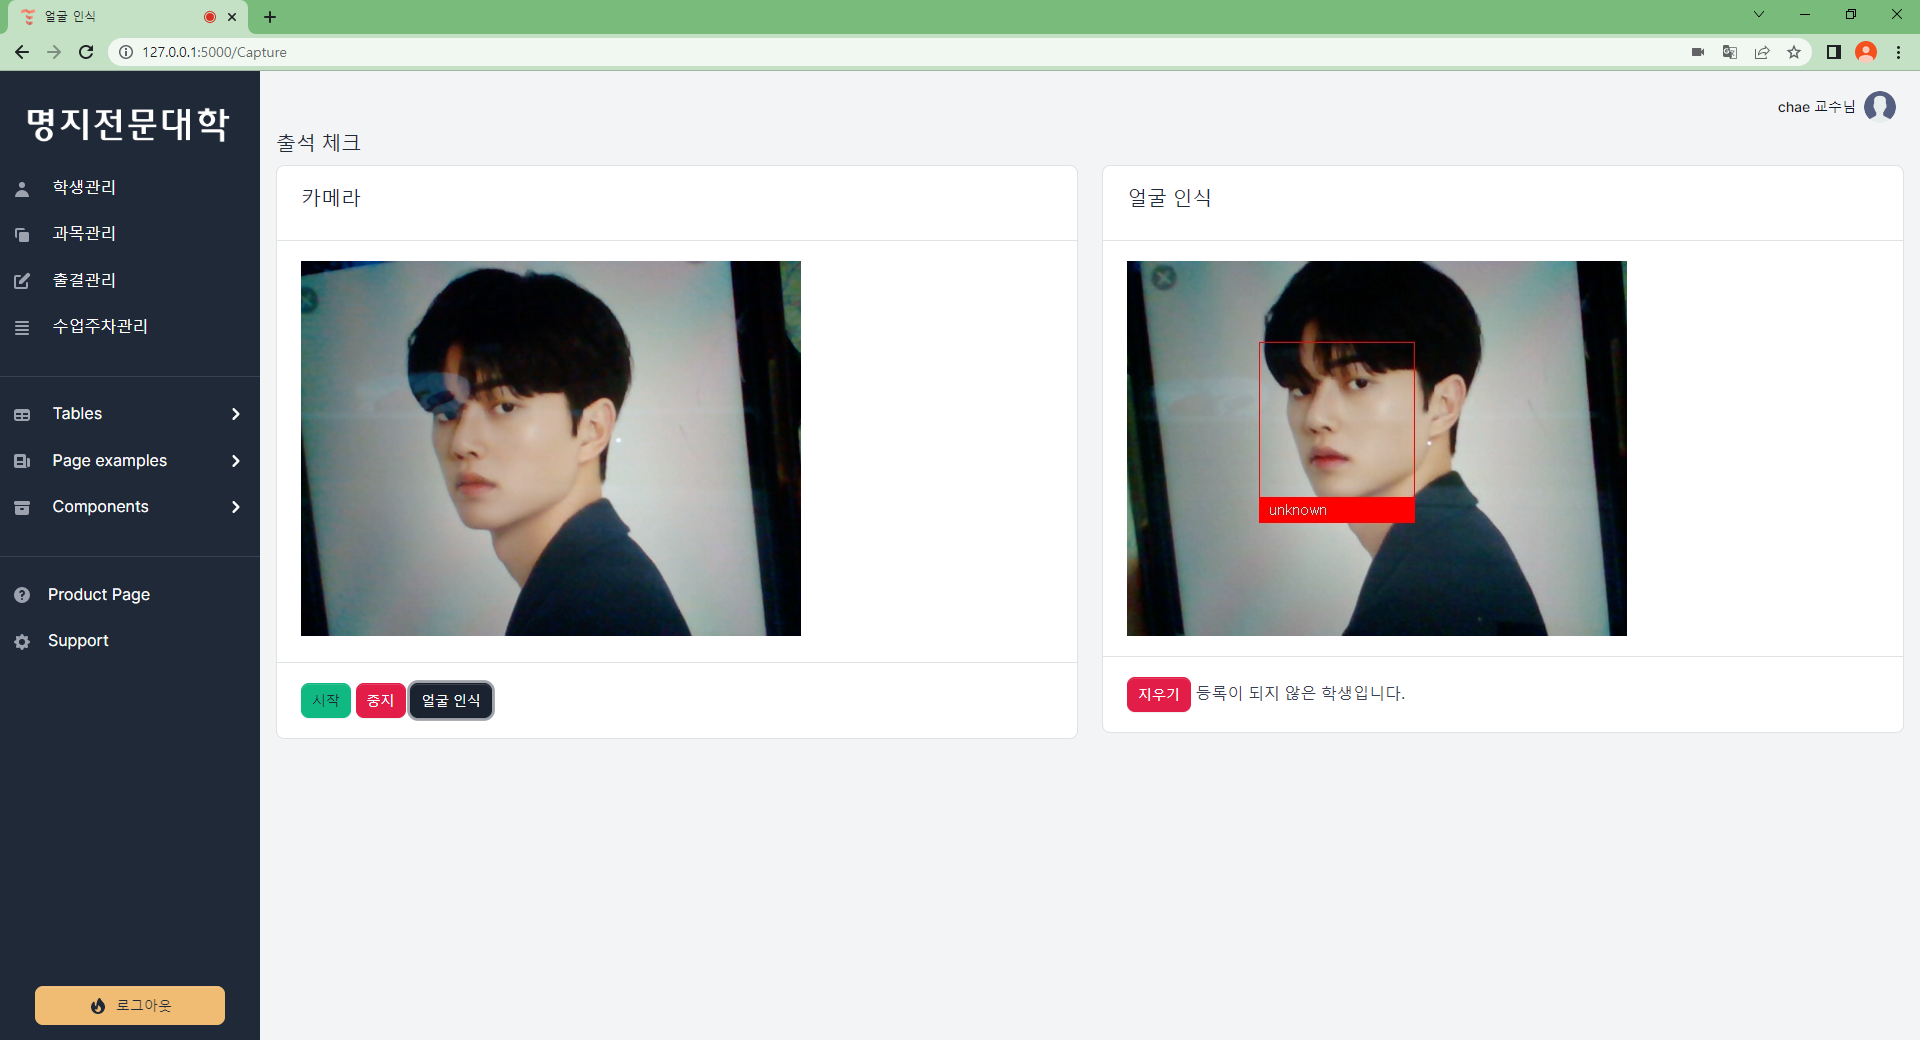 얼굴 인식
127.0.0.1:5000/Capture
명지전문대학
학생관리
과목관리
출결관리
수업주차관리
Tables
Page examples
Components
Product Page
Support
로그아웃
chae 교수님
출석 체크
카메라
시작 중지 얼굴 인식
얼굴 인식
unknown
지우기 등록이 되지 않은 학생입니다.